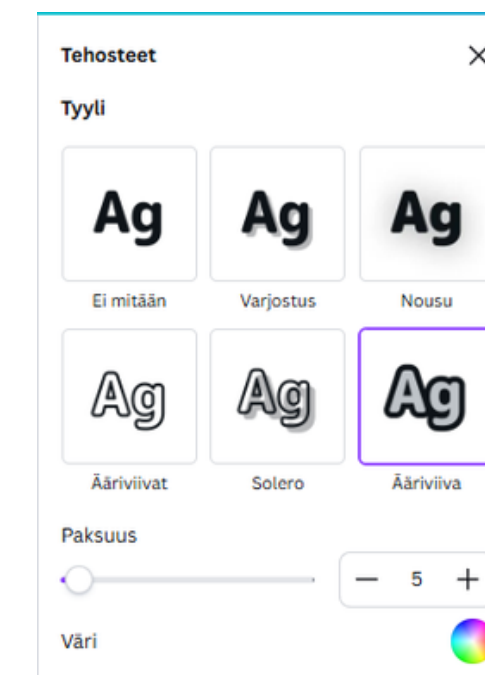 Tehosteet
Tyyli
Ag Ag Ag
Ei mitään Varjostus Nousu
Ag Ag Ag
Ääriviivat Solero Ääriviiva
Paksuus
5
Väri